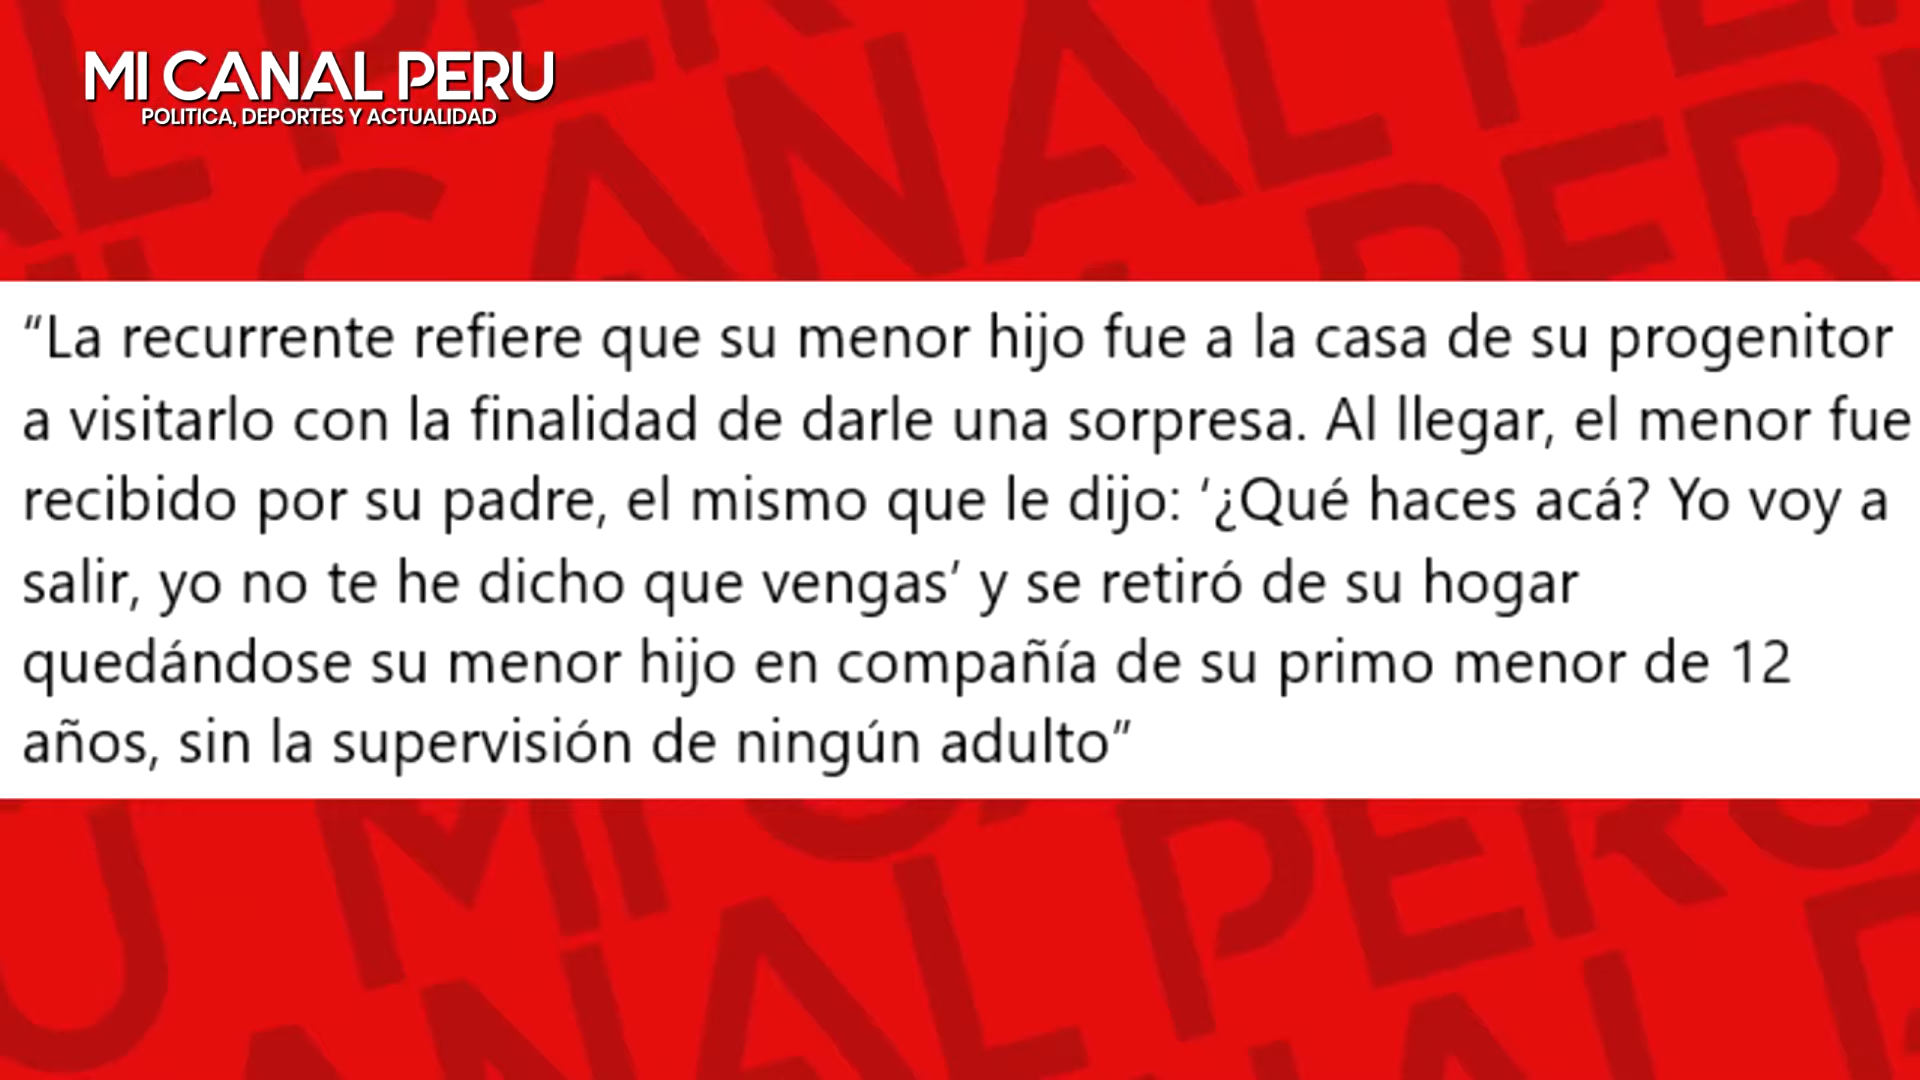 MI CANAL PERU
POLITICA, DEPORTES Y ACTUALIDAD
“La recurrente refiere que su menor hijo fue a la casa de su progenitor
a visitarlo con la finalidad de darle una sorpresa. Al llegar, el menor fue
recibido por su padre, el mismo que le dijo: ‘¿Qué haces acá? Yo voy a
salir, yo no te he dicho que vengas’ y se retiró de su hogar
quedándose su menor hijo en compañía de su primo menor de 12
años, sin la supervisión de ningún adulto”